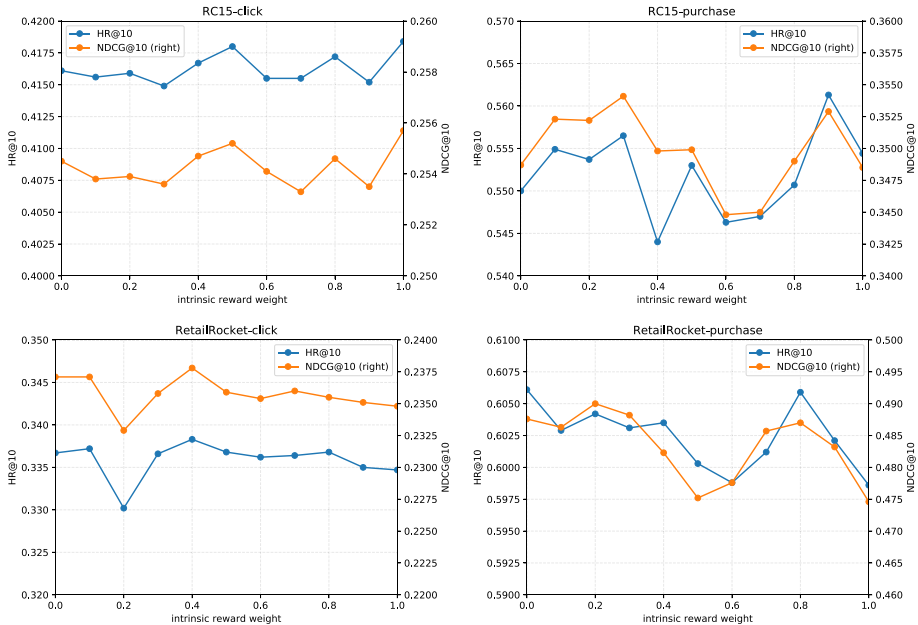 RC15-click
HR@10
NDCG@10 (right)
0.4200
0.4175
0.4150
0.4125
0.4100
0.4075
0.4050
0.4025
0.4000
HR@10
0.260
0.258
0.256
0.254
0.252
0.250
NDCG@10
0.0 0.2 0.4 0.6 0.8 1.0
intrinsic reward weight
RC15-purchase
HR@10
NDCG@10 (right)
0.570
0.565
0.560
0.555
0.550
0.545
0.540
HR@10
0.3600
0.3575
0.3550
0.3525
0.3500
0.3475
0.3450
0.3425
0.3400
NDCG@10
0.0 0.2 0.4 0.6 0.8 1.0
intrinsic reward weight
RetailRocket-click
HR@10
NDCG@10 (right)
0.350
0.345
0.340
0.335
0.330
0.325
0.320
HR@10
0.2400
0.2375
0.2350
0.2325
0.2300
0.2275
0.2250
0.2225
0.2200
NDCG@10
0.0 0.2 0.4 0.6 0.8 1.0
intrinsic reward weight
RetailRocket-purchase
HR@10
NDCG@10 (right)
0.6100
0.6075
0.6050
0.6025
0.6000
0.5975
0.5950
0.5925
0.5900
HR@10
0.500
0.495
0.490
0.485
0.480
0.475
0.470
0.465
0.460
NDCG@10
0.0 0.2 0.4 0.6 0.8 1.0
intrinsic reward weight